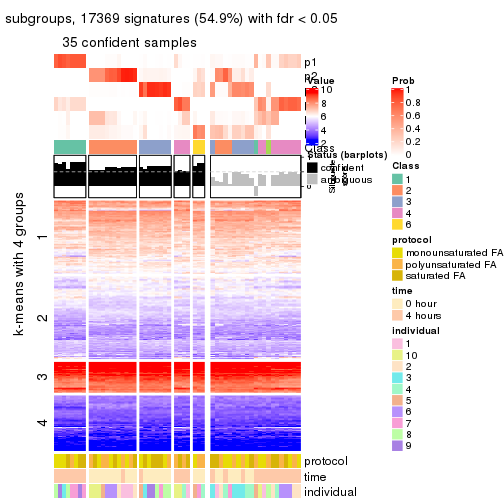 subgroups, 17369 signatures (54.9%) with fdr < 0.05
35 confident samples
p1
p2
Class
k-means with 4 groups
1
2
3
4
protocol
time
individual
Value
10
8
6
4
2
Status (barplots)
confident
ambiguous
0
Prob
1
0.8
0.6
0.4
0.2
0
Class
1
2
3
4
6
protocol
monounsaturated FA
polyunsaturated FA
saturated FA
time
0 hour
4 hours
individual
1
10
2
3
4
5
6
7
8
9